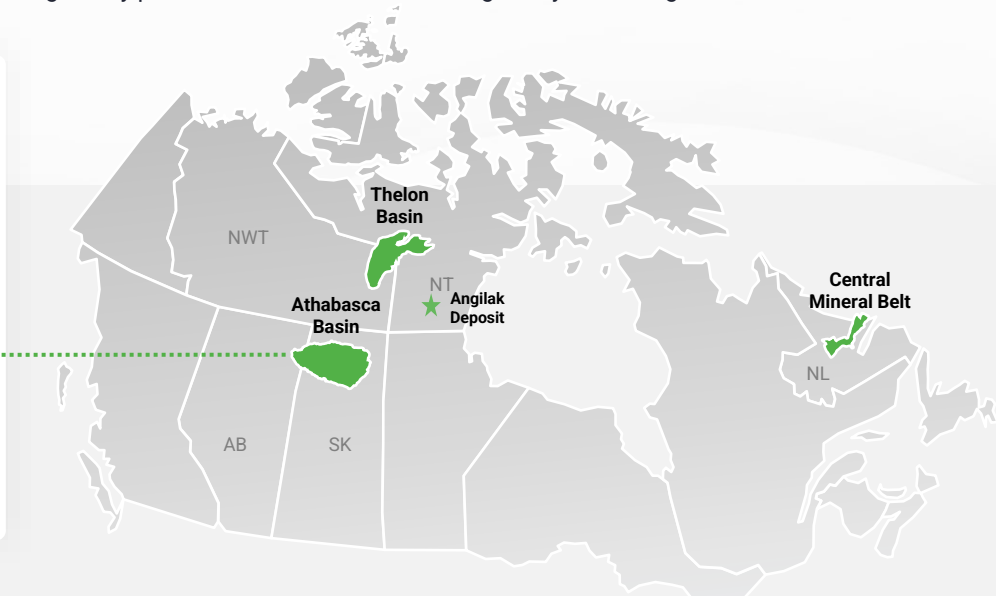 Thelon
Basin
NWT
NT
Angilak
Deposit
Athabasca
Basin
Central
Mineral Belt
NL
AB
SK